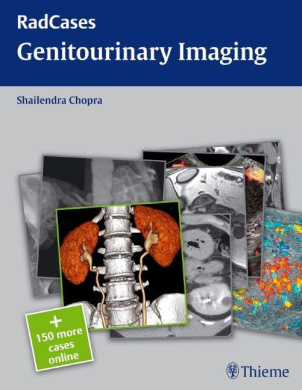 RadCases
Genitourinary Imaging
Shailendra Chopra
+
150 more
cases
online
Thieme